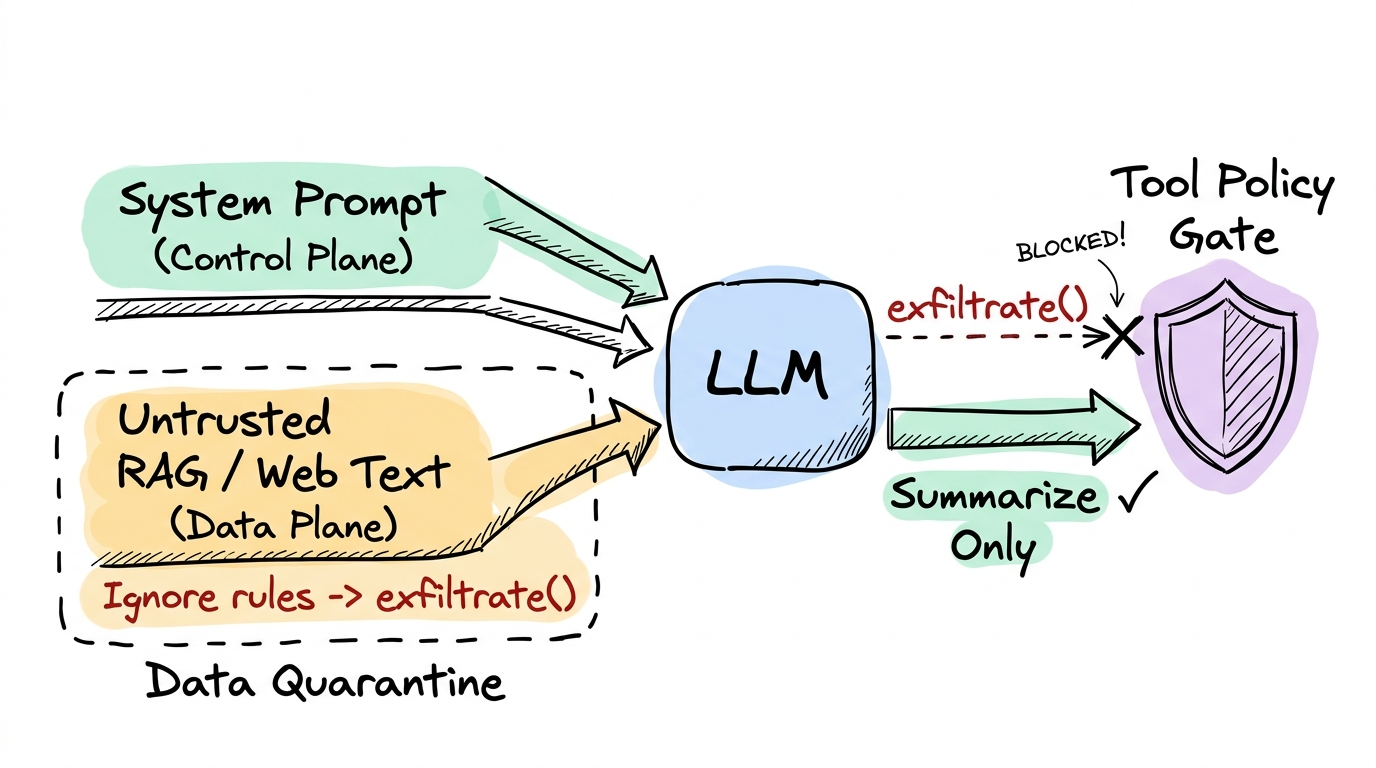 System Prompt
(Control Plane)
Untrusted
RAG / Web Text
(Data Plane)
Ignore rules -> exfiltrate()
Data Quarantine
LLM
exfiltrate()
BLOCKED!
Summarize ✓
Only
Tool Policy
Gate